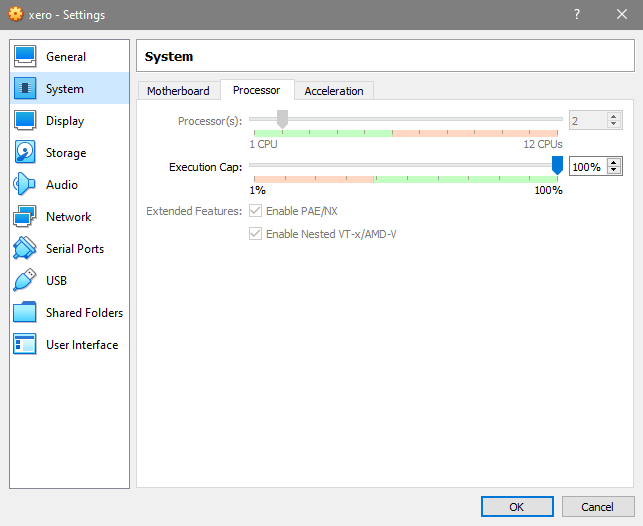 xero - Settings
General
System
Display
Storage
Audio
Network
Serial Ports
USB
Shared Folders
User Interface
System
Motherboard Processor Acceleration
Processor(s): 2
1 CPU 12 CPUs
Execution Cap: 100%
1% 100%
Extended Features: Enable PAE/NX
Enable Nested VT-x/AMD-V
OK Cancel